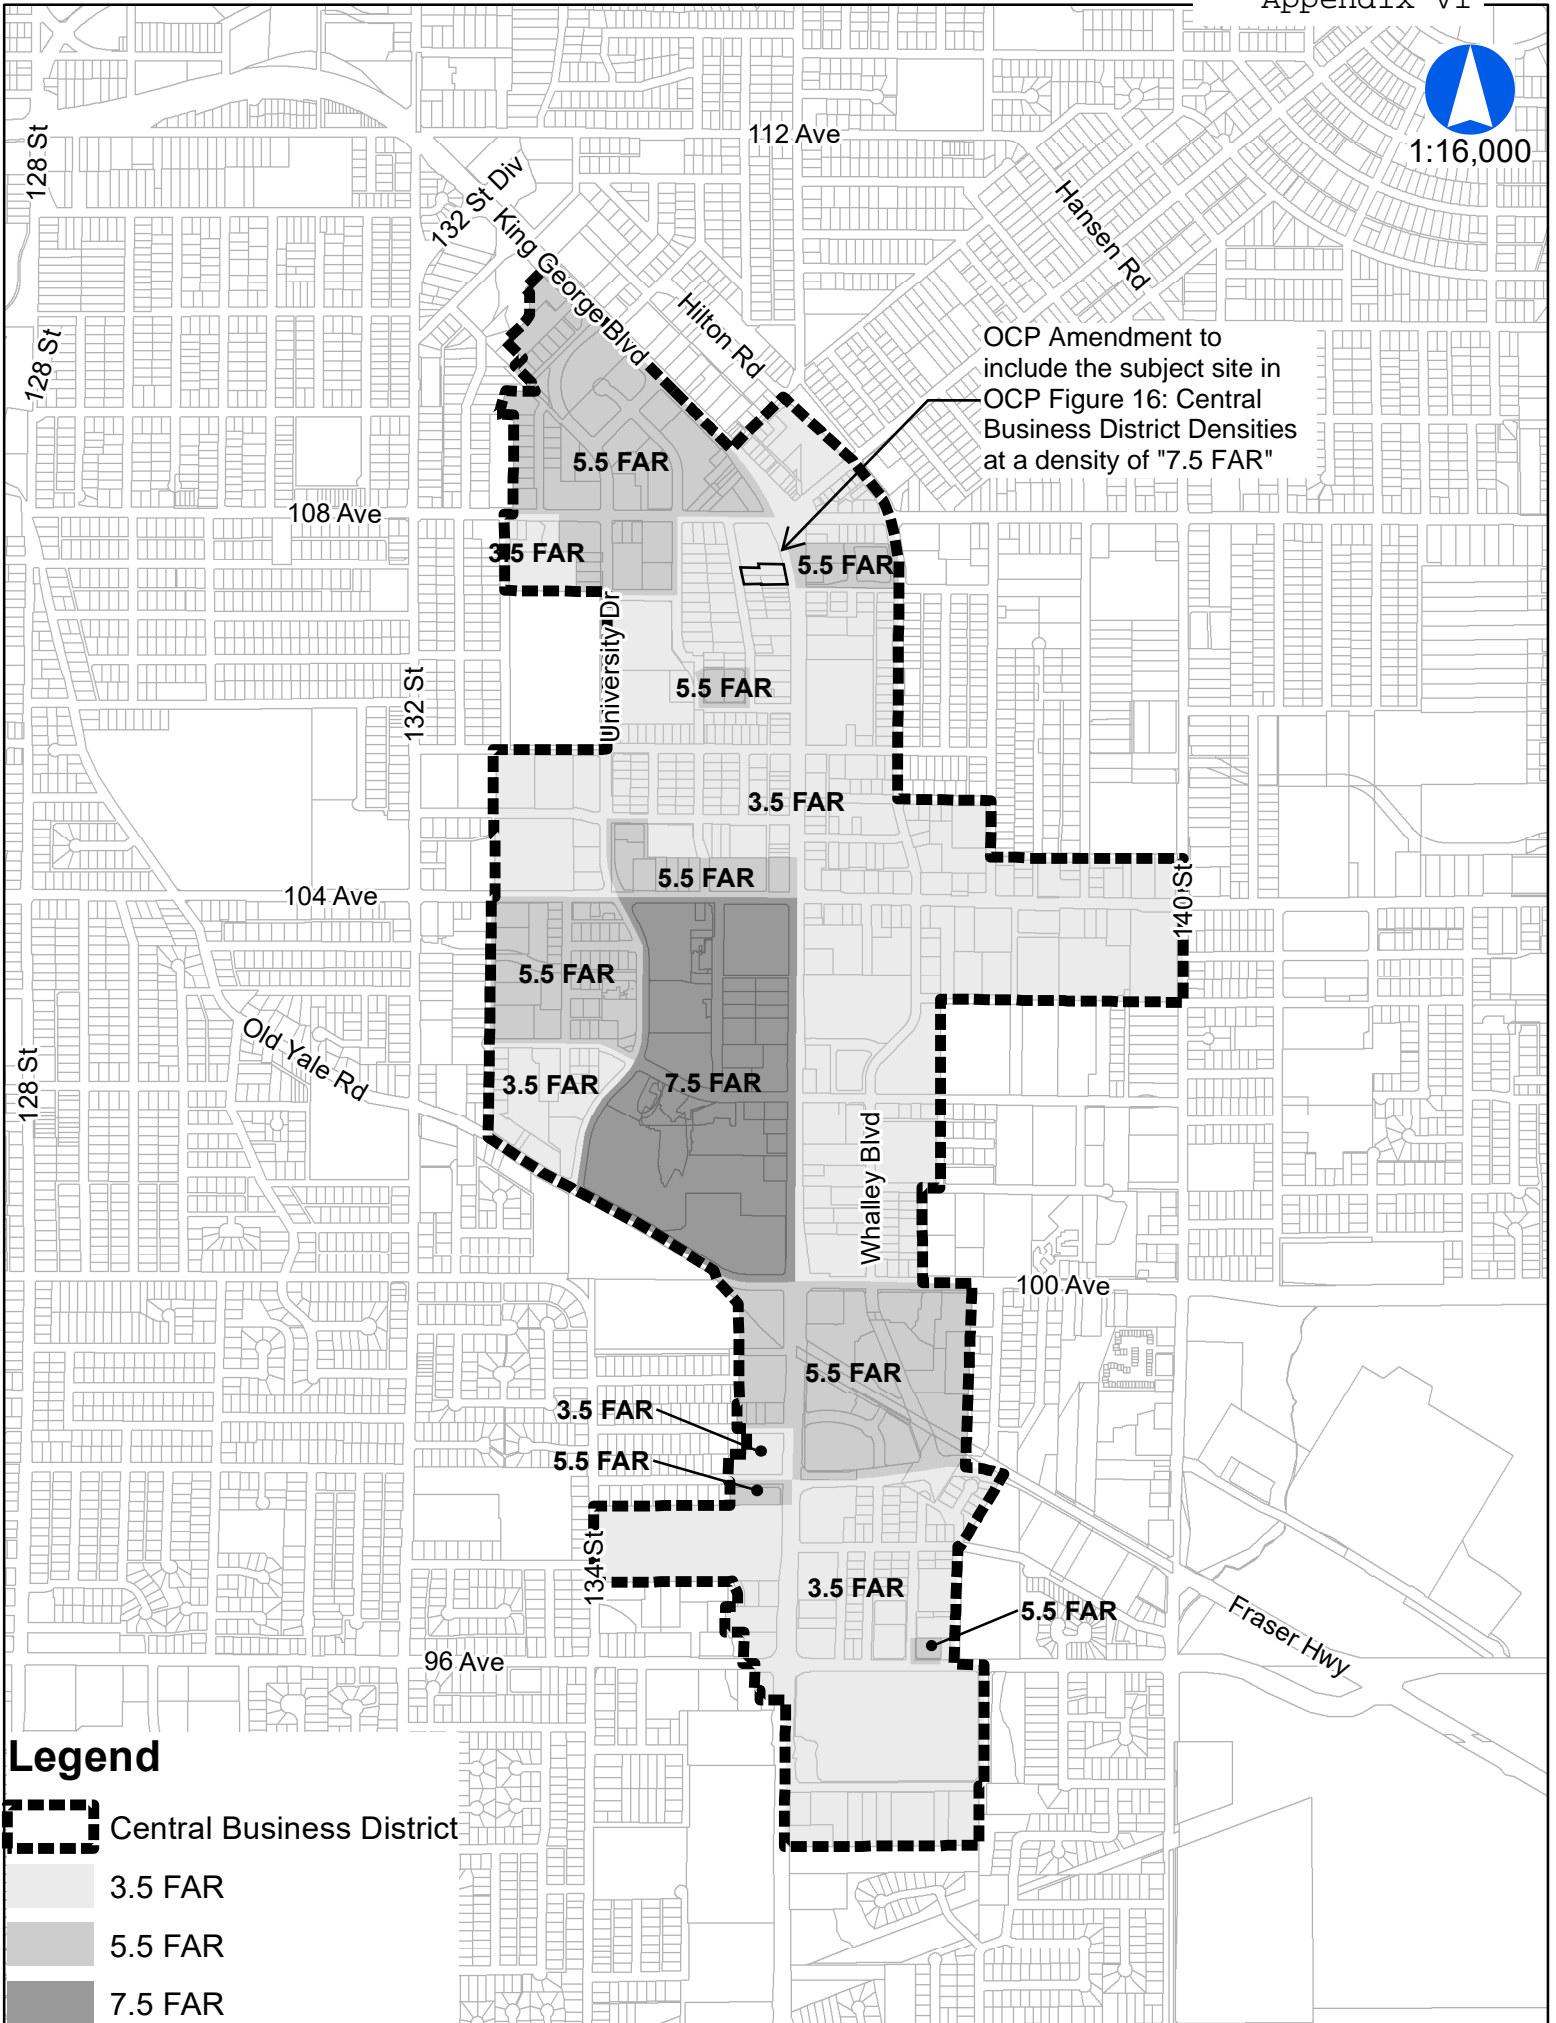 Appendix VI
1:16,000
112 Ave
128 St
132 St Div
King George Blvd
Hansen Rd
Hilton Rd
128 St
OCP Amendment to
include the subject site in
OCP Figure 16: Central
Business District Densities
at a density of "7.5 FAR"
5.5 FAR
108 Ave
3.5 FAR
5.5 FAR
University Dr
132 St
5.5 FAR
3.5 FAR
5.5 FAR
104 Ave
140 St
5.5 FAR
Old Yale Rd
128 St
3.5 FAR
7.5 FAR
Whalley Blvd
100 Ave
5.5 FAR
3.5 FAR
5.5 FAR
134 St
3.5 FAR
5.5 FAR
Fraser Hwy
96 Ave
Legend
Central Business District
3.5 FAR
5.5 FAR
7.5 FAR